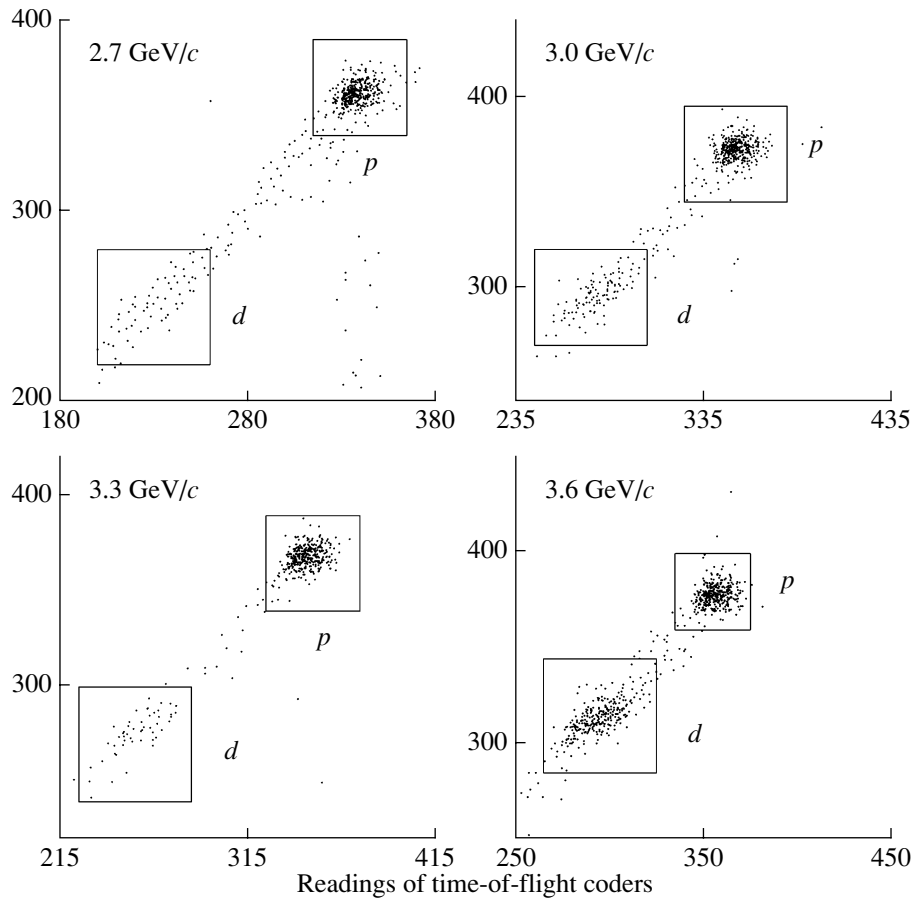 400
2.7 GeV/c
p
300
d
200
180 280 380
3.0 GeV/c
400
p
300
d
235 335 435
3.3 GeV/c
400
p
300
d
215 315 415
3.6 GeV/c
400
p
300
d
250 350 450
Readings of time-of-flight coders